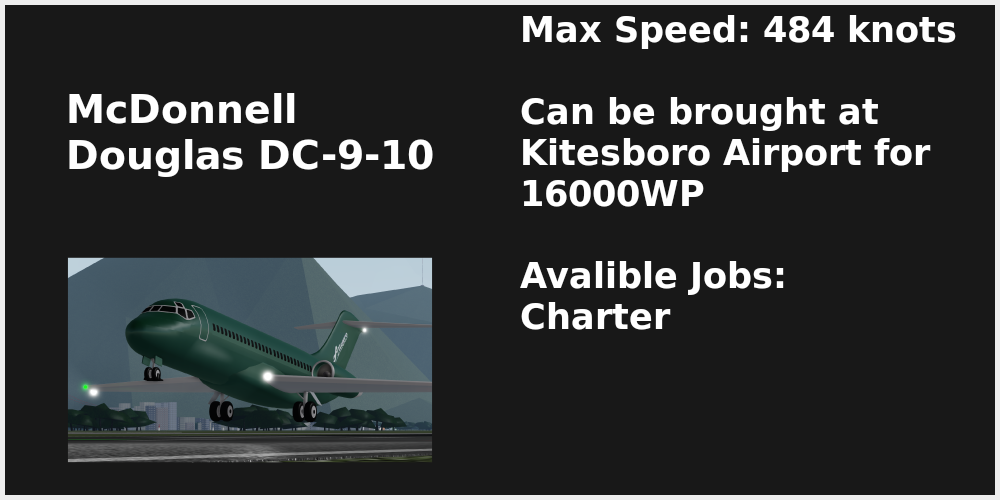 McDonnell
Douglas DC-9-10
Max Speed: 484 knots
Can be brought at
Kitesboro Airport for
16000WP
Avalible Jobs:
Charter